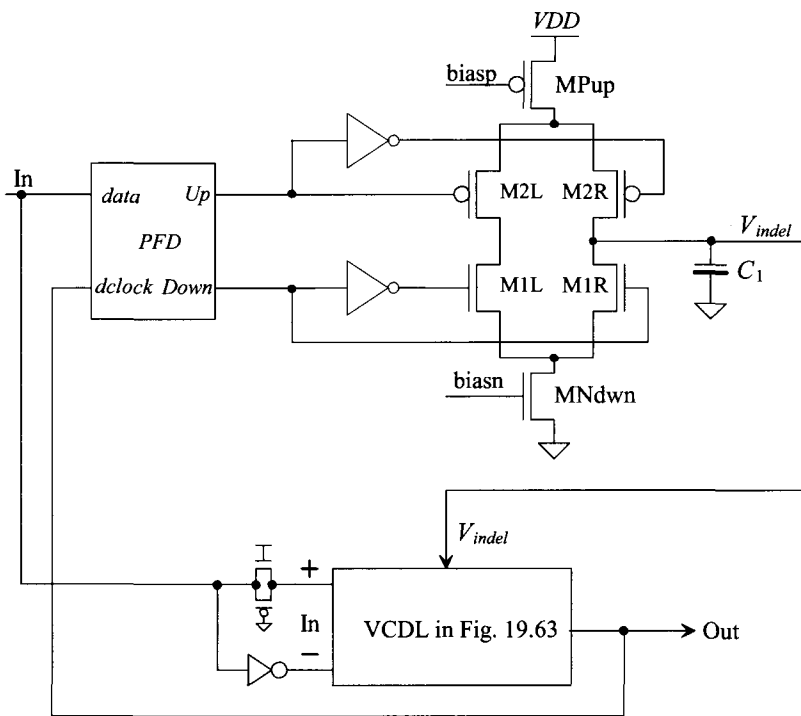 VDD
biasp
MPup
In
data
Up
M2L
M2R
PFD
V_indel
dclock
Down
M1L
M1R
C_1
biasn
MNdwn
V_indel
+
In
VCDL in Fig. 19.63
Out
−